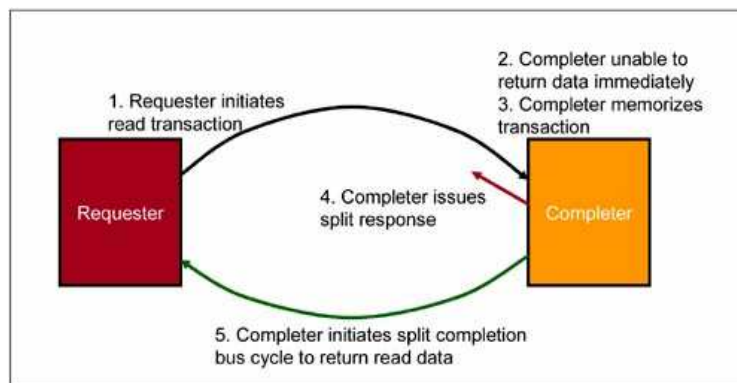 1. Requester initiates
read transaction
2. Completer unable to
return data immediately
3. Completer memorizes
transaction
Requester
4. Completer issues
split response
Completer
5. Completer initiates split completion
bus cycle to return read data